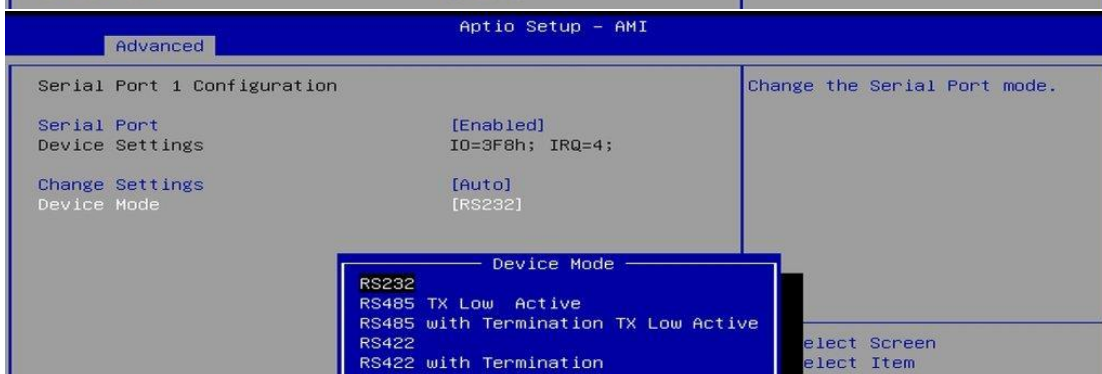 Aptio Setup - AMI
Advanced
Serial Port 1 Configuration
Change the Serial Port mode.
Serial Port [Enabled]
Device Settings IO=3F8h; IRQ=4;
Change Settings [Auto]
Device Mode [RS232]
Device Mode
RS232
RS485 TX Low Active
RS485 with Termination TX Low Active
RS422
RS422 with Termination
elect Screen
elect Item